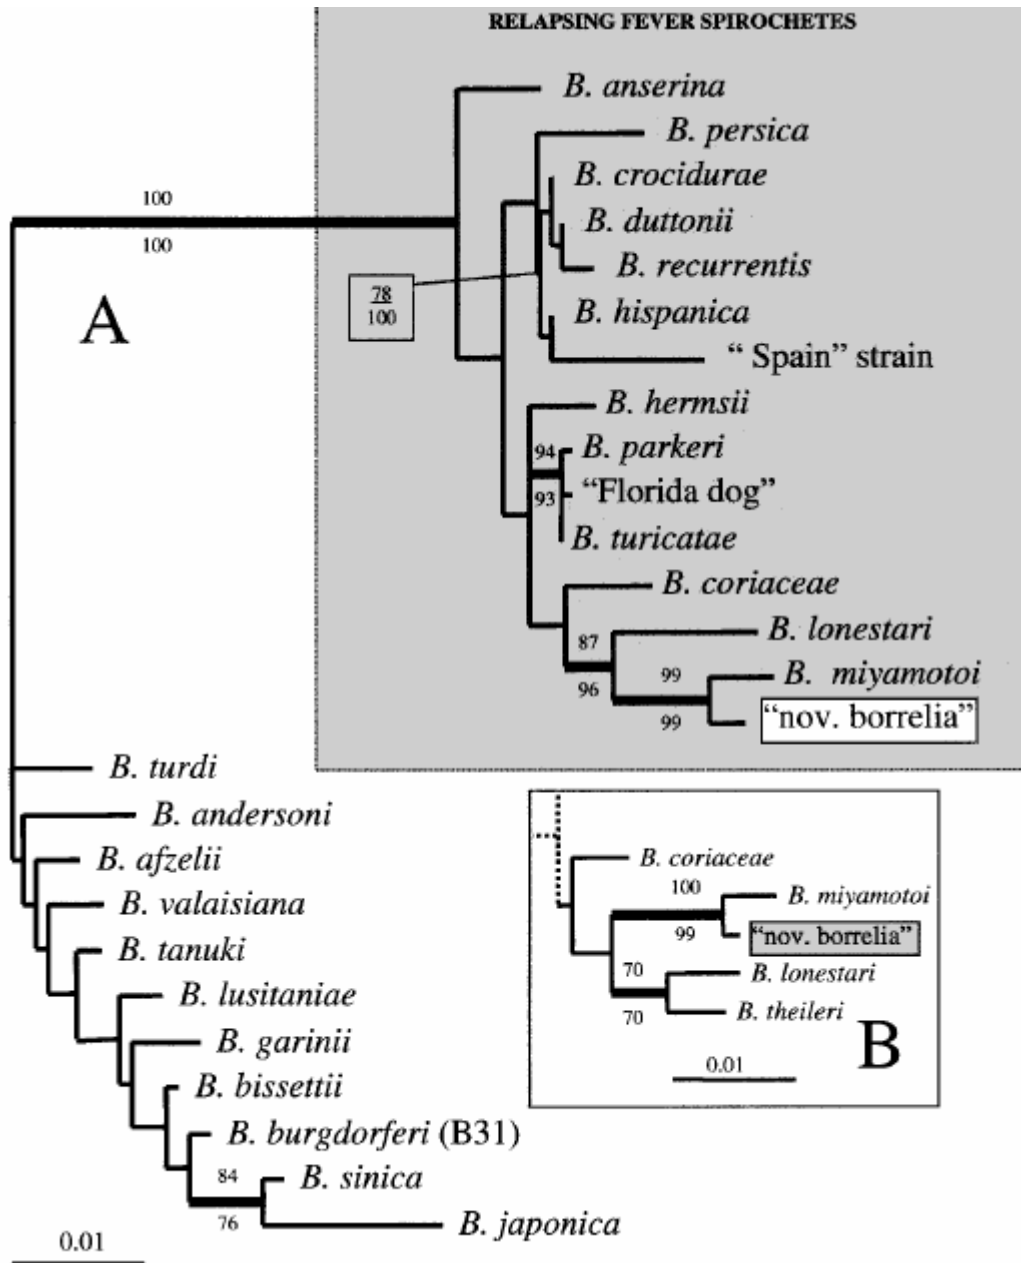 RELAPSING FEVER SPIROCHETES
B. anserina
B. persica
B. crocidurae
100
B. duttonii
100
B. recurrentis
78
100
A
B. hispanica
“ Spain” strain
B. hermsii
94
B. parkeri
93
“Florida dog”
B. turicatae
B. coriaceae
87
B. lonestari
96
99
B. miyamotoi
99
“nov. borrelia”
B. turdi
B. andersoni
B. afzelii
B. valaisiana
B. tanuki
B. lusitaniae
B. garinii
B. bissettii
B. burgdorferi (B31)
84
B. sinica
76
B. japonica
0.01
B. coriaceae
100
B. miyamotoi
99
“nov. borrelia”
70
B. lonestari
70
B. theileri
B
0.01